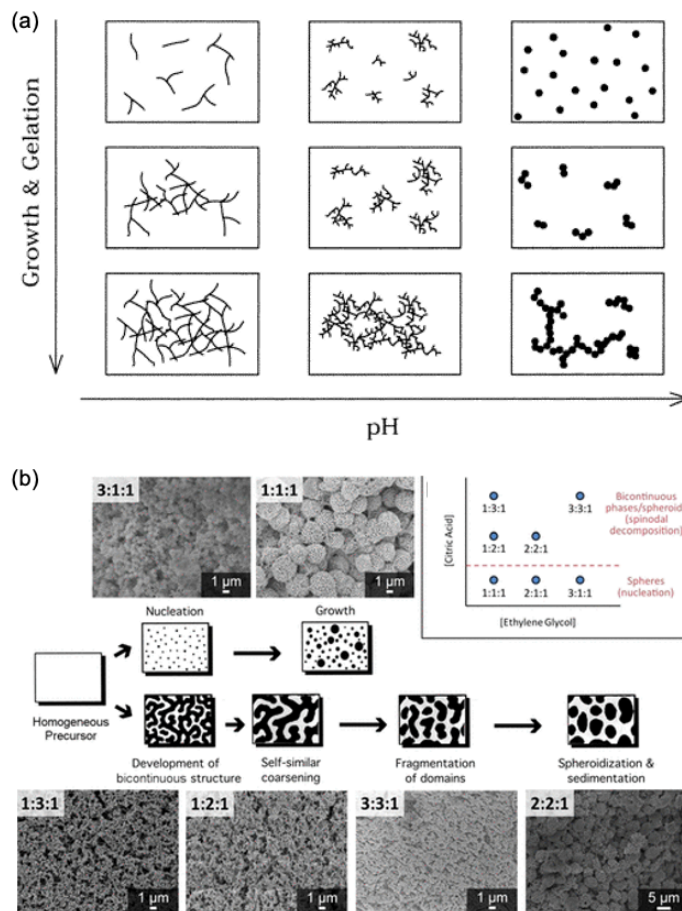 (a)
Growth & Gelation
pH
(b)
3:1:1
1 µm
1:1:1
1 µm
[Citric Acid]
1:3:1
3:3:1
1:2:1
2:2:1
1:1:1
2:1:1
3:1:1
[Ethylene Glycol]
Bicontinuous
phases/spheroid
(spinodal
decomposition)
Spheres
(nucleation)
Nucleation
Growth
Homogeneous
Precursor
Development of
bicontinuous structure
Self-similar
coarsening
Fragmentation
of domains
Spheroidization &
sedimentation
1:3:1
1 µm
1:2:1
1 µm
3:3:1
1 µm
2:2:1
5 µm